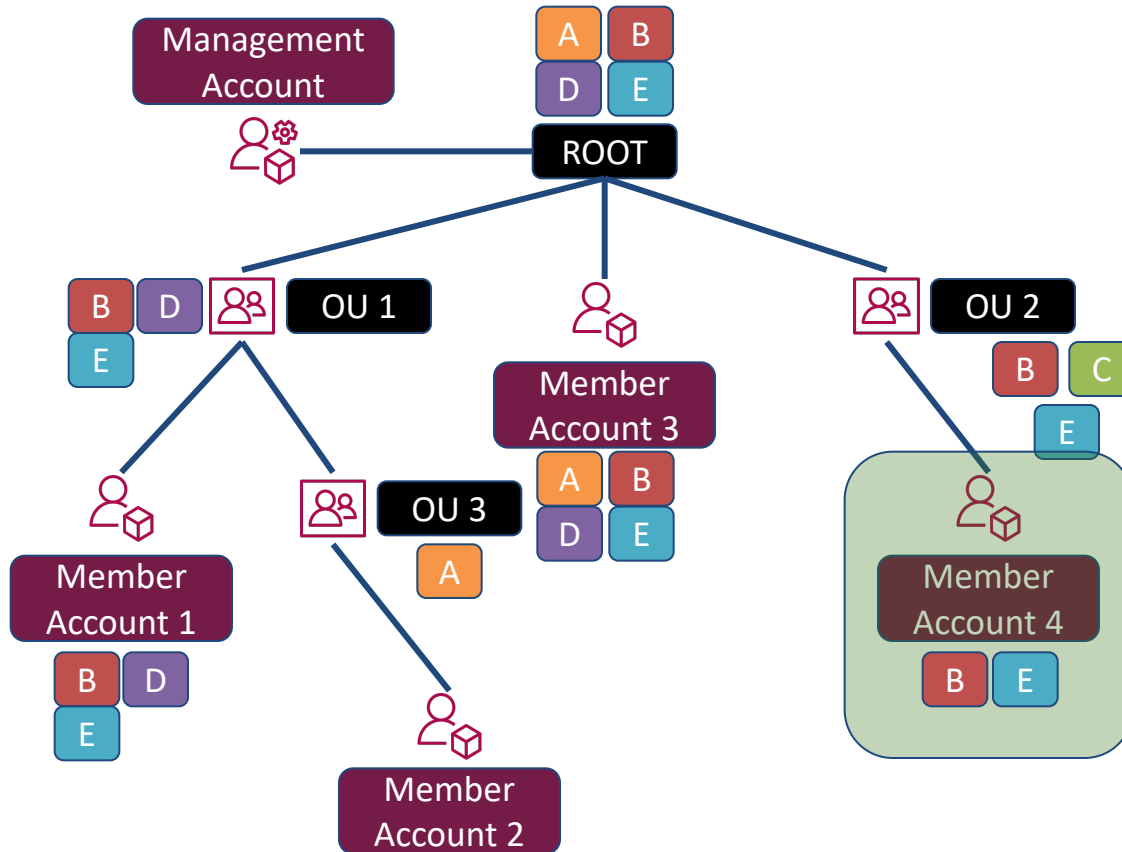 Management
Account
A B
D E
ROOT
B D
E
OU 1
OU 2
B C
E
Member
Account 3
A B
D E
OU 3
A
Member
Account 1
B D
E
Member
Account 4
B E
Member
Account 2